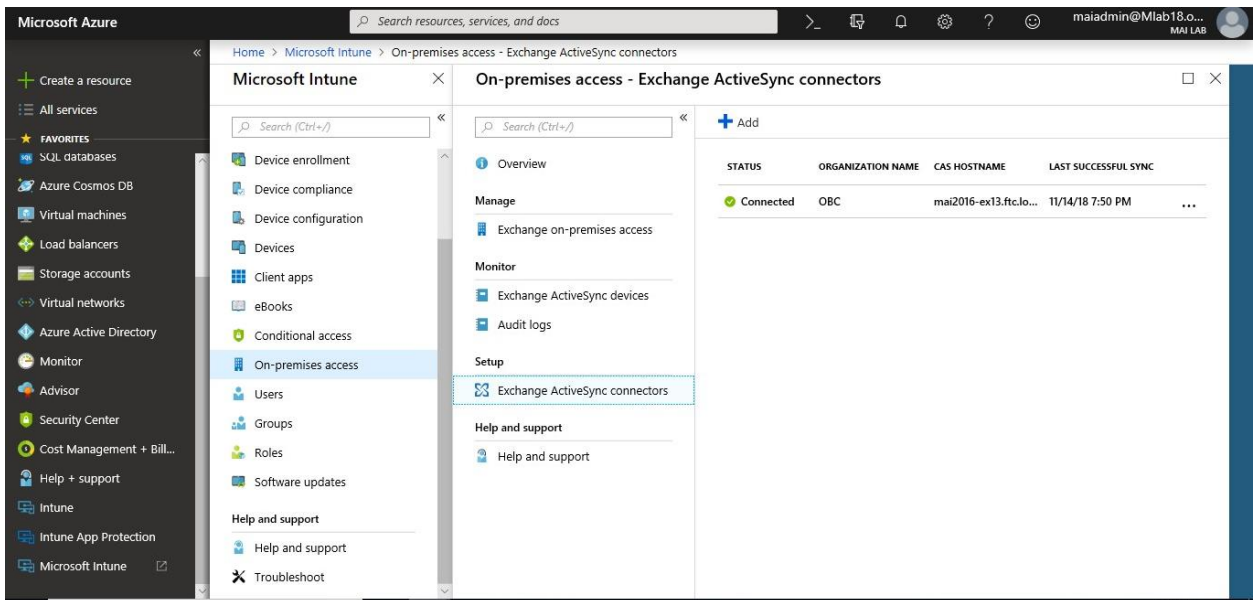 Microsoft Azure
Search resources, services, and docs
maiadmin@Mlab18.o...
MAI LAB
Create a resource
All services
FAVORITES
SQL databases
Azure Cosmos DB
Virtual machines
Load balancers
Storage accounts
Virtual networks
Azure Active Directory
Monitor
Advisor
Security Center
Cost Management + Bill...
Help + support
Intune
Intune App Protection
Microsoft Intune
Home > Microsoft Intune > On-premises access - Exchange ActiveSync connectors
Microsoft Intune
Search (Ctrl+/)
Device enrollment
Device compliance
Device configuration
Devices
Client apps
eBooks
Conditional access
On-premises access
Users
Groups
Roles
Software updates
Help and support
Help and support
Troubleshoot
On-premises access - Exchange ActiveSync connectors
Search (Ctrl+/)
Overview
Manage
Exchange on-premises access
Monitor
Exchange ActiveSync devices
Audit logs
Setup
Exchange ActiveSync connectors
Help and support
Help and support
Add
STATUS ORGANIZATION NAME CAS HOSTNAME LAST SUCCESSFUL SYNC
Connected OBC mai2016-ex13.ftc.lo... 11/14/18 7:50 PM ...